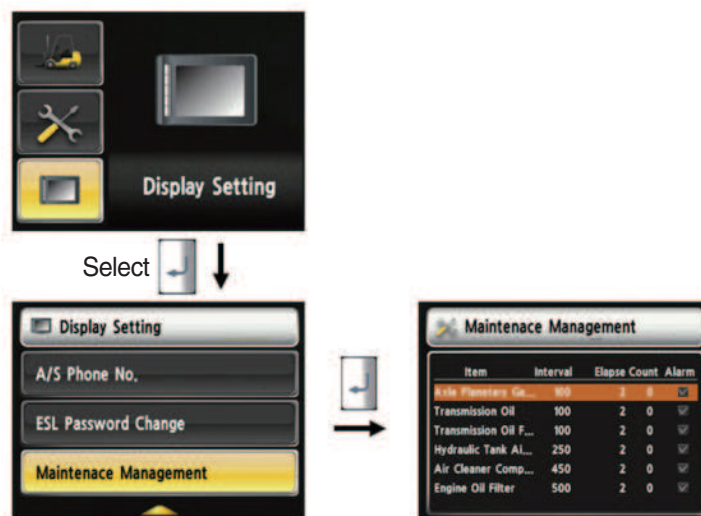 Display Setting
Select
Display Setting
A/S Phone No.
ESL Password Change
Maintenace Management
Maintenace Management
Item Interval Elapse Count Alarm
Axle Planetary Ge... 100 2 0
Transmission Oil 100 2 0
Transmission Oil F... 100 2 0
Hydraulic Tank Ai... 250 2 0
Air Cleaner Comp... 450 2 0
Engine Oil Filter 500 2 0